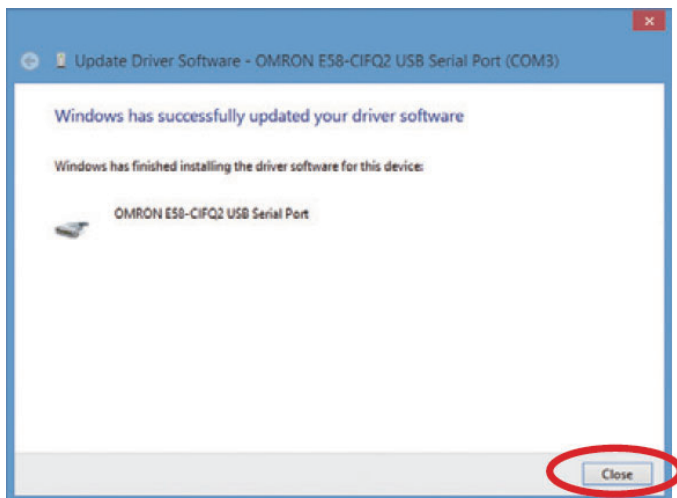 Update Driver Software - OMRON E58-CIFQ2 USB Serial Port (COM3)
Windows has successfully updated your driver software
Windows has finished installing the driver software for this device:
OMRON E58-CIFQ2 USB Serial Port
Close